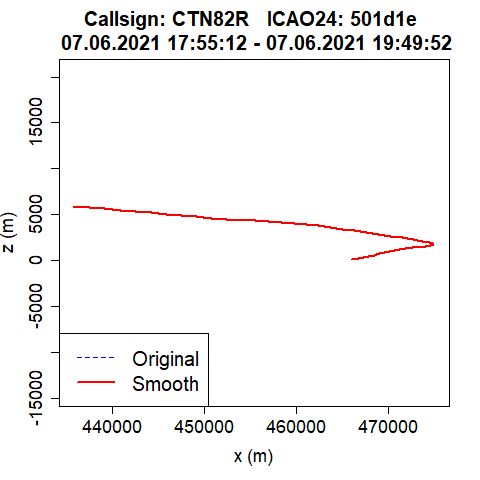 Callsign: CTN82R   ICAO24: 501d1e
07.06.2021 17:55:12 - 07.06.2021 19:49:52
z (m)
15000
5000
0
-5000
-15000
Original
Smooth
440000 450000 460000 470000
x (m)